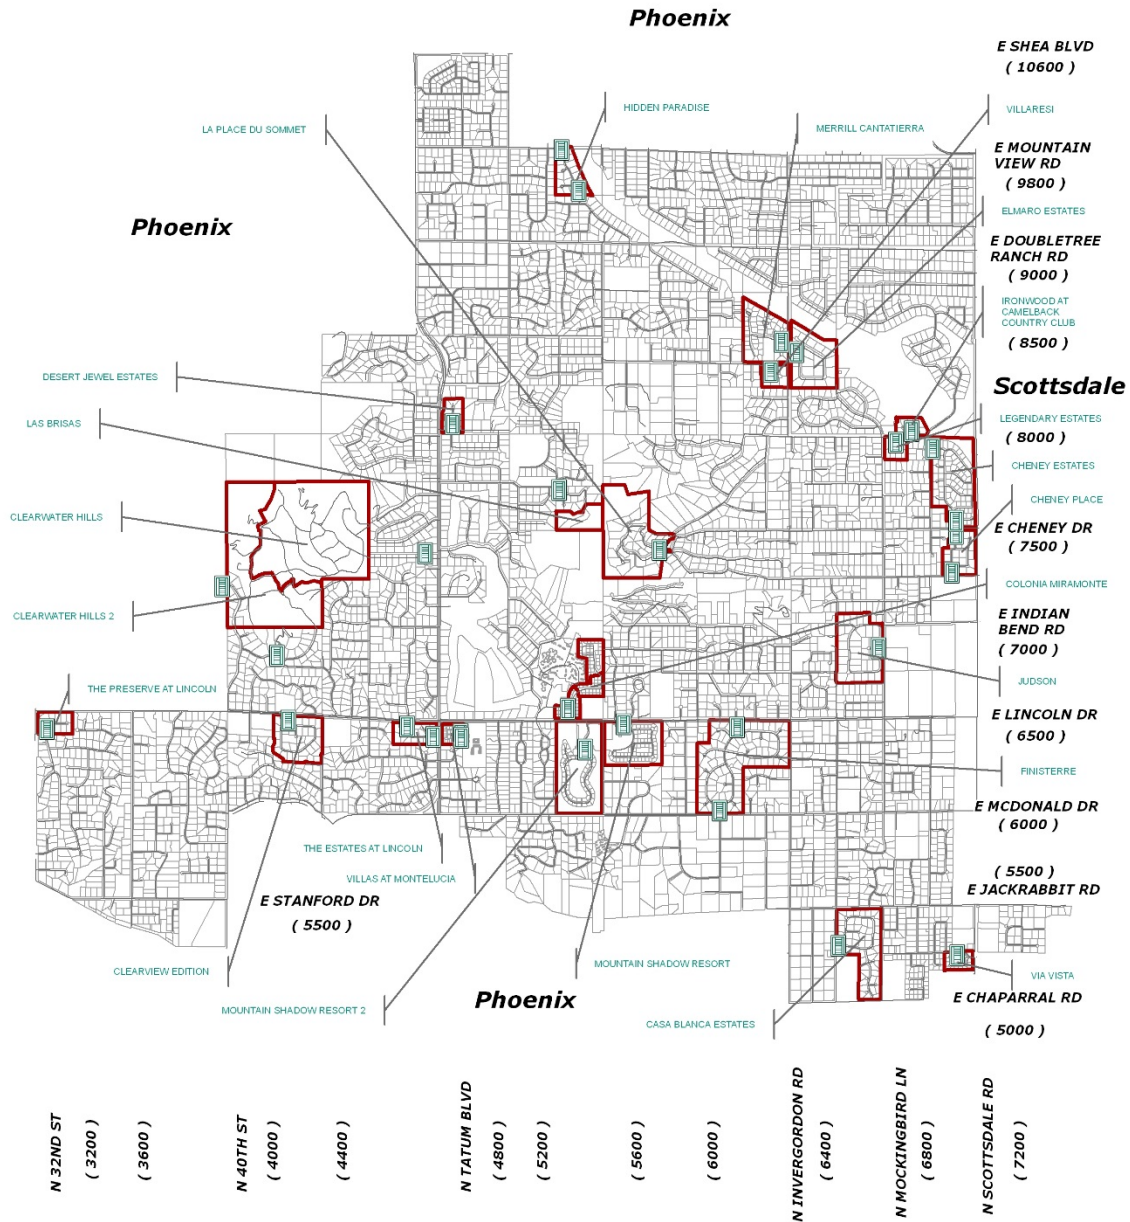 Phoenix
E SHEA BLVD
( 10600 )
HIDDEN PARADISE
VILLARESI
LA PLACE DU SOMMET
MERRILL CANTATIERRA
E MOUNTAIN
VIEW RD
( 9800 )
Phoenix
ELMARO ESTATES
E DOUBLETREE
RANCH RD
( 9000 )
IRONWOOD AT
CAMELBACK
COUNTRY CLUB
( 8500 )
DESERT JEWEL ESTATES
Scottsdale
LAS BRISAS
LEGENDARY ESTATES
( 8000 )
CHENEY ESTATES
CHENEY PLACE
CLEARWATER HILLS
E CHENEY DR
( 7500 )
COLONIA MIRAMONTE
CLEARWATER HILLS 2
E INDIAN
BEND RD
( 7000 )
JUDSON
THE PRESERVE AT LINCOLN
E LINCOLN DR
( 6500 )
FINISTERRE
E MCDONALD DR
( 6000 )
THE ESTATES AT LINCOLN
( 5500 )
VILLAS AT MONTELUCIA
E JACKRABBIT RD
E STANFORD DR
( 5500 )
CLEARVIEW EDITION
MOUNTAIN SHADOW RESORT
VIA VISTA
Phoenix
E CHAPARRAL RD
MOUNTAIN SHADOW RESORT 2
CASA BLANCA ESTATES
( 5000 )
N 32ND ST
( 3200 )
( 3600 )
N 40TH ST
( 4000 )
( 4400 )
N TATUM BLVD
( 4800 )
( 5200 )
( 5600 )
( 6000 )
N INVERGORDON RD
( 6400 )
N MOCKINGBIRD LN
( 6800 )
N SCOTTSDALE RD
( 7200 )